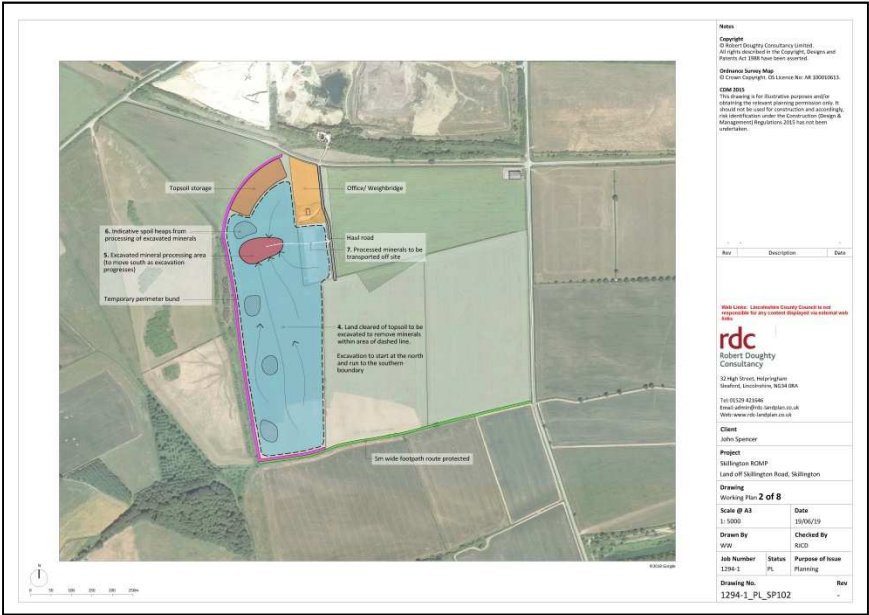 Topsoil storage
Office/ Weighbridge
6. Indicative spoil heaps from
processing of excavated minerals
5. Excavated mineral processing area
(to move south as excavation
progresses)
Temporary perimeter bund
Haul road
7. Processed minerals to be
transported off site
4. Land cleared of topsoil to be
excavated to remove minerals
within area of dashed line.
Excavation to start at the north
and run to the southern
boundary
5m wide footpath route protected
N
0 50 100 150 200 250m
©2018 Google
Notes
Copyright
© Robert Doughty Consultancy Limited.
All rights described in the Copyright, Designs and
Patents Act 1988 have been asserted.
Ordnance Survey Map
© Crown Copyright. OS Licence No: AR 100010613.
CDM 2015
This drawing is for illustrative purposes and/or
obtaining the relevant planning permission only. It
should not be used for construction and accordingly,
risk identification under the Construction (Design &
Management) Regulations 2015 has not been
undertaken.
Rev Description Date
Web Links: Lincolnshire County Council is not
responsible for any content displayed via external web
links
rdc
Robert Doughty
Consultancy
32 High Street, Helpringham
Sleaford, Lincolnshire, NG34 0RA
Tel: 01529 421646
Email: admin@rdc-landplan.co.uk
Web: www.rdc-landplan.co.uk
Client
John Spencer
Project
Skillington ROMP
Land off Skillington Road, Skillington
Drawing
Working Plan 2 of 8
Scale @ A3 Date
1: 5000 19/06/19
Drawn By Checked By
WW RJCD
Job Number Status Purpose of Issue
1294-1 PL Planning
Drawing No. Rev
1294-1_PL_SP102 -